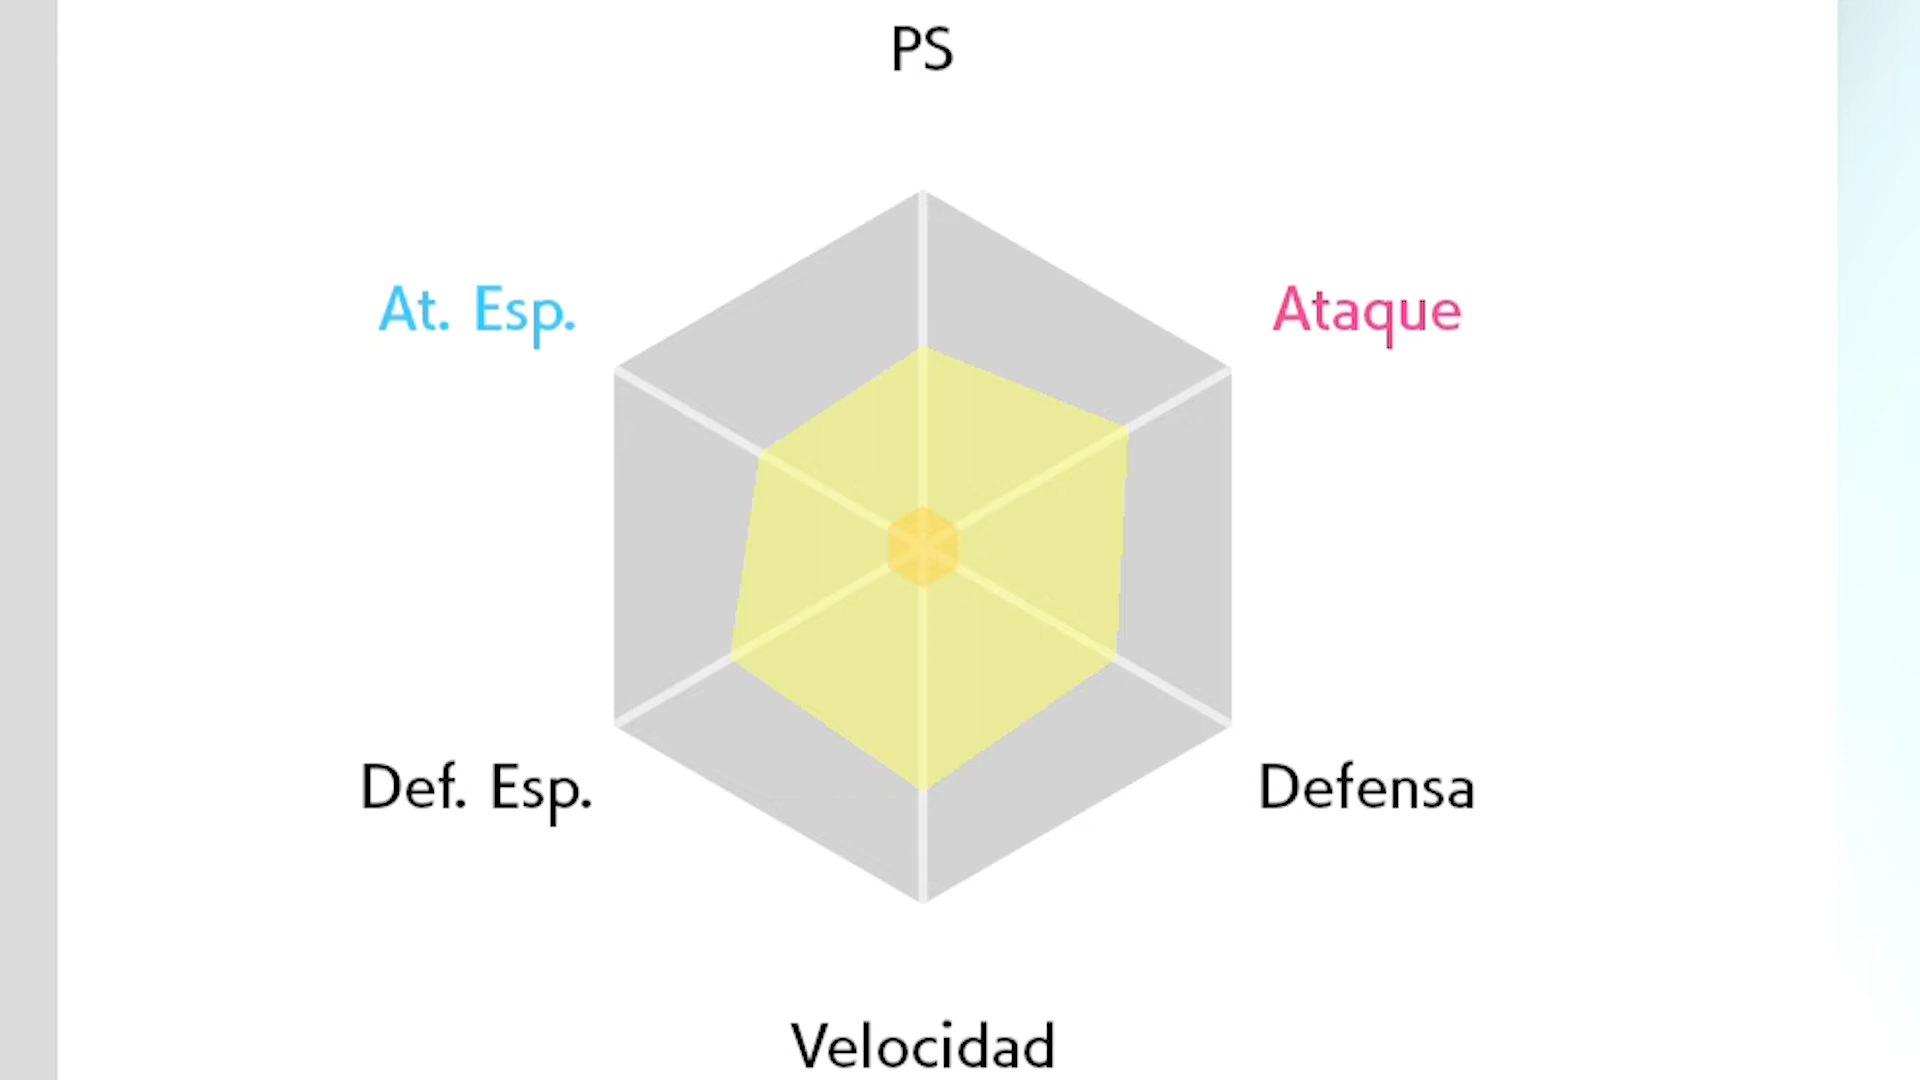 PS
At. Esp.
Ataque
Def. Esp.
Defensa
Velocidad